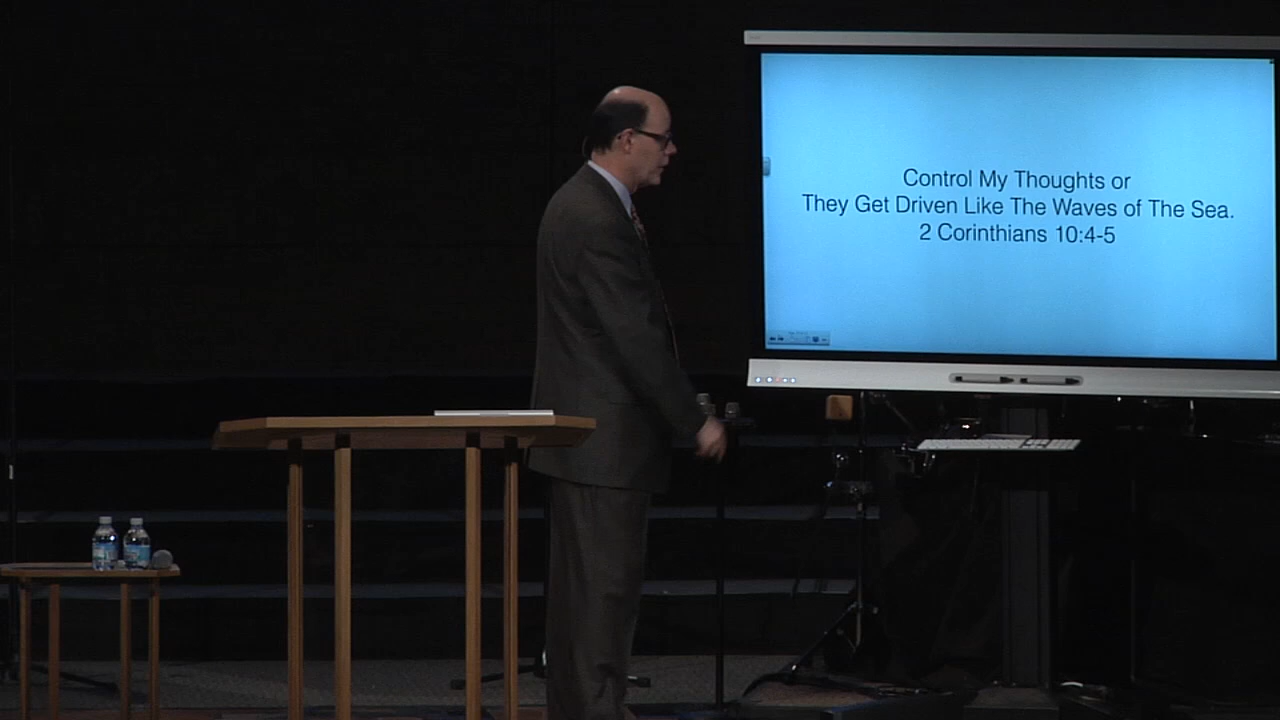 Control My Thoughts or
They Get Driven Like The Waves of The Sea.
2 Corinthians 10:4-5